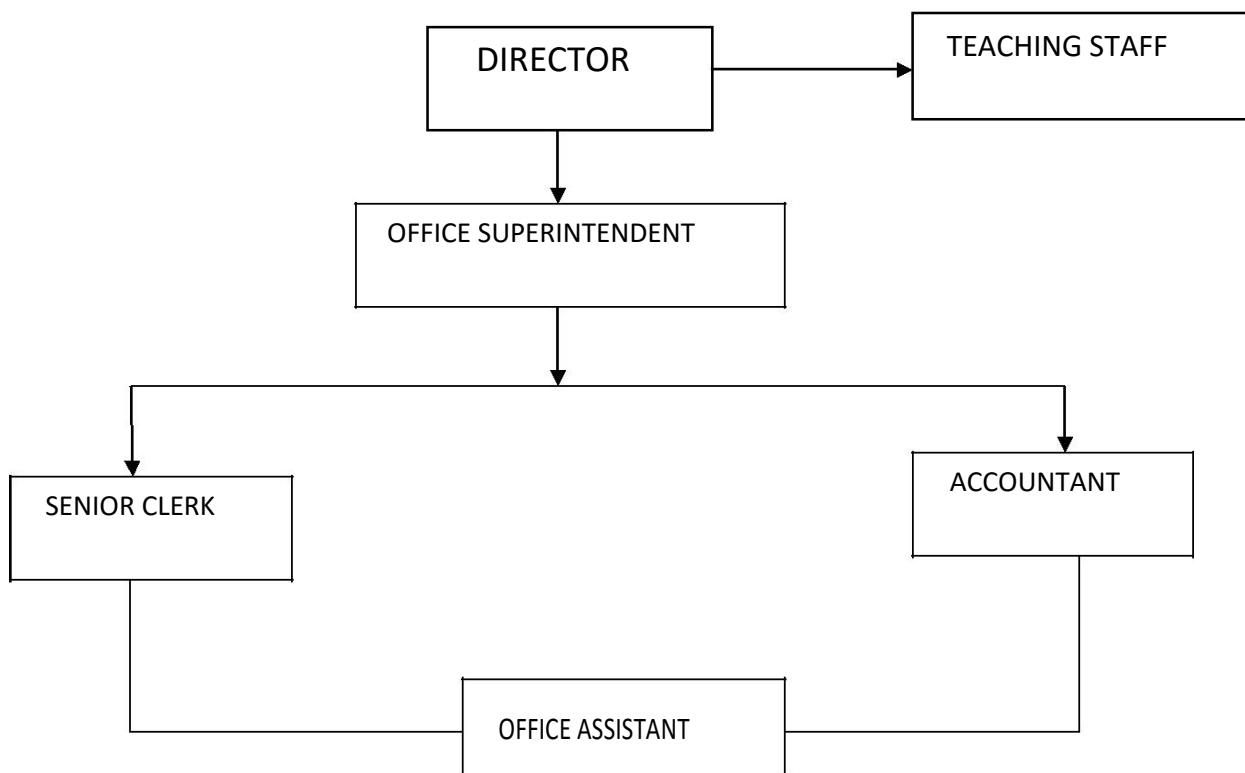 DIRECTOR
TEACHING STAFF
OFFICE SUPERINTENDENT
SENIOR CLERK
ACCOUNTANT
OFFICE ASSISTANT